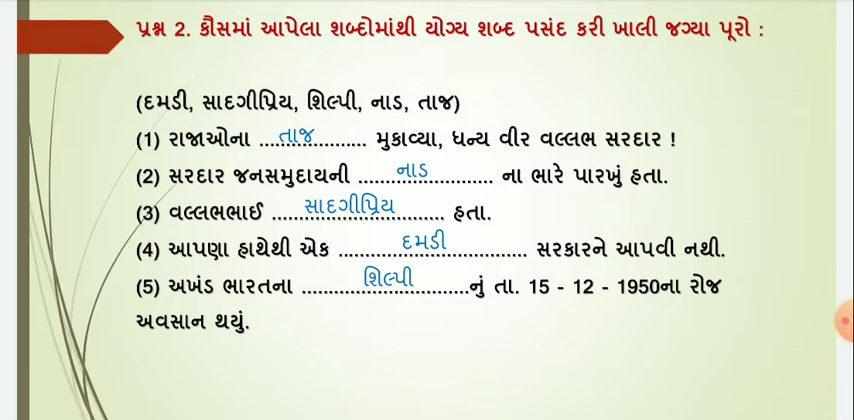 પ્રશ્ન 2. કૌસમાં આપેલા શબ્દોમાંથી યોગ્ય શબ્દ પસંદ કરી ખાલી જગ્યા પૂરો :
(દમડી, સાદગીપ્રિય, શિલ્પી, નાડ, તાજ)
(1) રાજાઓના ....તાજ.... મુકાવ્યા, ધન્ય વીર વલ્લભ સરદાર !
(2) સરદાર જનસમુદાયની ....નાડ.... ના ભારે પારખું હતા.
(3) વલ્લભભાઈ ....સાદગીપ્રિય.... હતા.
(4) આપણા હાથેથી એક ....દમડી.... સરકારને આપવી નથી.
(5) અખંડ ભારતના ....શિલ્પી....નું તા. 15 - 12 - 1950ના રોજ
અવસાન થયું.